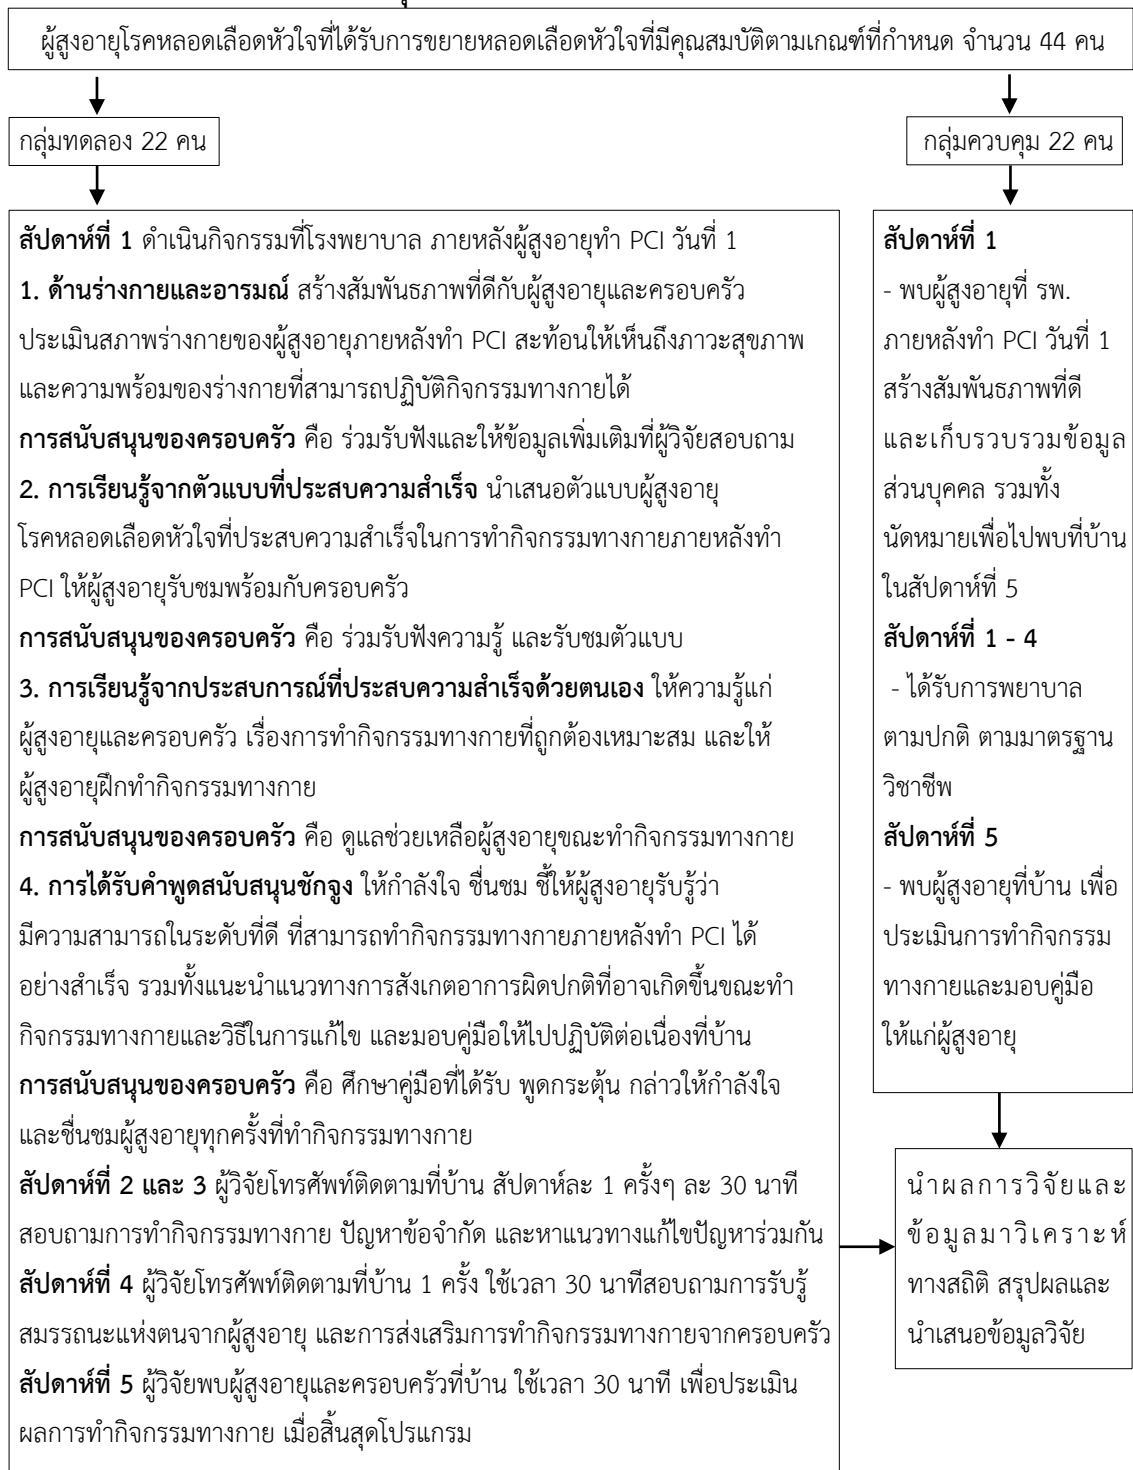 ผู้สูงอายุโรคหลอดเลือดหัวใจที่ได้รับการขยายหลอดเลือดหัวใจที่มีคุณสมบัติตามเกณฑ์ที่กำหนด จำนวน 44 คน
กลุ่มทดลอง 22 คน
กลุ่มควบคุม 22 คน
สัปดาห์ที่ 1 ดำเนินกิจกรรมที่โรงพยาบาล ภายหลังผู้สูงอายุทำ PCI วันที่ 1
1. ด้านร่างกายและอารมณ์ สร้างสัมพันธภาพที่ดีกับผู้สูงอายุและครอบครัว
ประเมินสภาพร่างกายของผู้สูงอายุภายหลังทำ PCI สะท้อนให้เห็นถึงภาวะสุขภาพ
และความพร้อมของร่างกายที่สามารถปฏิบัติกิจกรรมทางกายได้
การสนับสนุนของครอบครัว คือ ร่วมรับฟังและให้ข้อมูลเพิ่มเติมที่ผู้วิจัยสอบถาม
2. การเรียนรู้จากตัวแบบที่ประสบความสำเร็จ นำเสนอตัวแบบผู้สูงอายุ
โรคหลอดเลือดหัวใจที่ประสบความสำเร็จในการทำกิจกรรมทางกายภายหลังทำ
PCI ให้ผู้สูงอายุรับชมพร้อมกับครอบครัว
การสนับสนุนของครอบครัว คือ ร่วมรับฟังความรู้ และรับชมตัวแบบ
3. การเรียนรู้จากประสบการณ์ที่ประสบความสำเร็จด้วยตนเอง ให้ความรู้แก่
ผู้สูงอายุและครอบครัว เรื่องการทำกิจกรรมทางกายที่ถูกต้องเหมาะสม และให้
ผู้สูงอายุฝึกทำกิจกรรมทางกาย
การสนับสนุนของครอบครัว คือ ดูแลช่วยเหลือผู้สูงอายุขณะทำกิจกรรมทางกาย
4. การได้รับคำพูดสนับสนุนชักจูง ให้กำลังใจ ชื่นชม ชี้ให้ผู้สูงอายุรับรู้ว่า
มีความสามารถในระดับที่ดี ที่สามารถทำกิจกรรมทางกายภายหลังทำ PCI ได้
อย่างสำเร็จ รวมทั้งแนะนำแนวทางการสังเกตอาการผิดปกติที่อาจเกิดขึ้นขณะทำ
กิจกรรมทางกายและวิธีในการแก้ไข และมอบคู่มือให้ไปปฏิบัติต่อเนื่องที่บ้าน
การสนับสนุนของครอบครัว คือ ศึกษาคู่มือที่ได้รับ พูดกระตุ้น กล่าวให้กำลังใจ
และชื่นชมผู้สูงอายุทุกครั้งที่ทำกิจกรรมทางกาย
สัปดาห์ที่ 2 และ 3 ผู้วิจัยโทรศัพท์ติดตามที่บ้าน สัปดาห์ละ 1 ครั้งๆ ละ 30 นาที
สอบถามการทำกิจกรรมทางกาย ปัญหาข้อจำกัด และหาแนวทางแก้ไขปัญหาร่วมกัน
สัปดาห์ที่ 4 ผู้วิจัยโทรศัพท์ติดตามที่บ้าน 1 ครั้ง ใช้เวลา 30 นาทีสอบถามการรับรู้
สมรรถนะแห่งตนจากผู้สูงอายุ และการส่งเสริมการทำกิจกรรมทางกายจากครอบครัว
สัปดาห์ที่ 5 ผู้วิจัยพบผู้สูงอายุและครอบครัวที่บ้าน ใช้เวลา 30 นาที เพื่อประเมิน
ผลการทำกิจกรรมทางกาย เมื่อสิ้นสุดโปรแกรม
สัปดาห์ที่ 1
- พบผู้สูงอายุที่ รพ.
ภายหลังทำ PCI วันที่ 1
สร้างสัมพันธภาพที่ดี
และเก็บรวบรวมข้อมูล
ส่วนบุคคล รวมทั้ง
นัดหมายเพื่อไปพบที่บ้าน
ในสัปดาห์ที่ 5
สัปดาห์ที่ 1 - 4
- ได้รับการพยาบาล
ตามปกติ ตามมาตรฐาน
วิชาชีพ
สัปดาห์ที่ 5
- พบผู้สูงอายุที่บ้าน เพื่อ
ประเมินการทำกิจกรรม
ทางกายและมอบคู่มือ
ให้แก่ผู้สูงอายุ
นำผลการวิจัยและ
ข้อมูลมาวิเคราะห์
ทางสถิติ สรุปผลและ
นำเสนอข้อมูลวิจัย